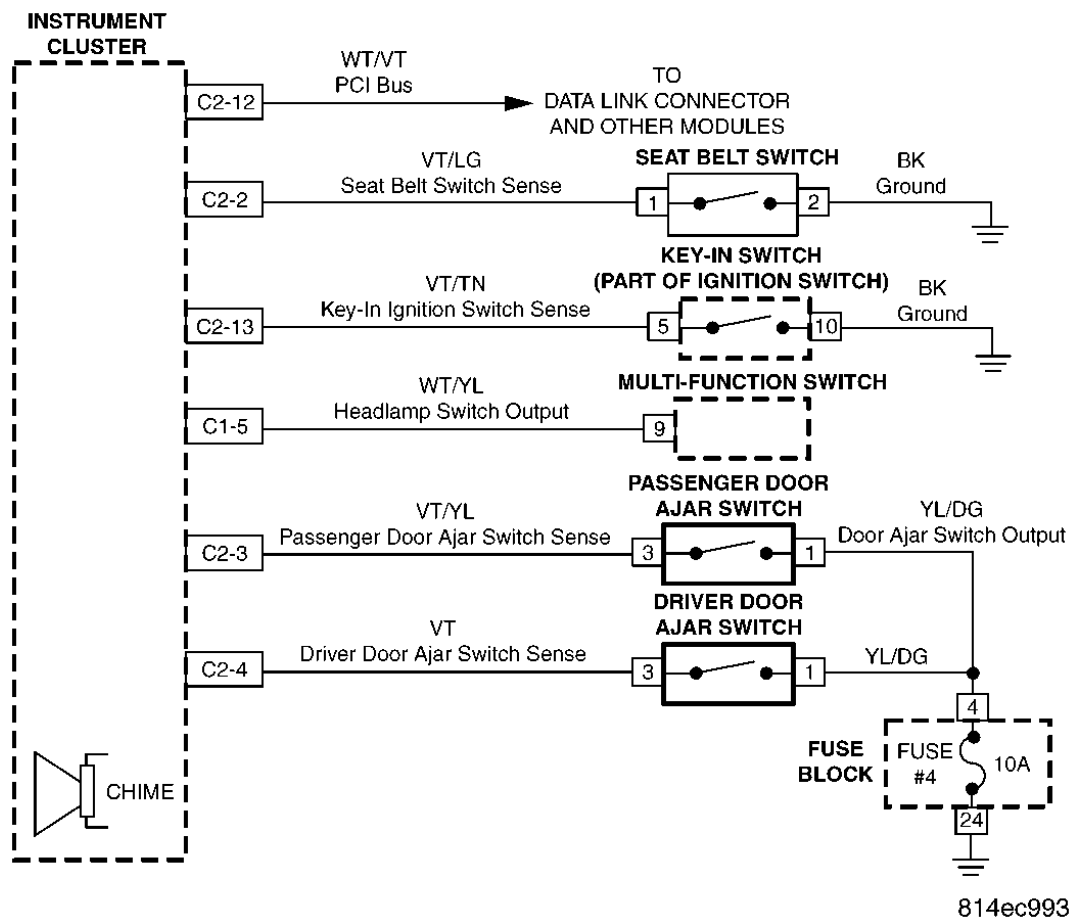 INSTRUMENT
CLUSTER
C2-12
WT/VT
PCI Bus
TO
DATA LINK CONNECTOR
AND OTHER MODULES
C2-2
VT/LG
Seat Belt Switch Sense
SEAT BELT SWITCH
1
2
BK
Ground
C2-13
VT/TN
Key-In Ignition Switch Sense
KEY-IN SWITCH
(PART OF IGNITION SWITCH)
5
10
BK
Ground
C1-5
WT/YL
Headlamp Switch Output
MULTI-FUNCTION SWITCH
9
C2-3
VT/YL
Passenger Door Ajar Switch Sense
PASSENGER DOOR
AJAR SWITCH
3
1
YL/DG
Door Ajar Switch Output
C2-4
VT
Driver Door Ajar Switch Sense
DRIVER DOOR
AJAR SWITCH
3
1
YL/DG
4
FUSE
BLOCK
FUSE
#4
10A
24
CHIME
814ec993